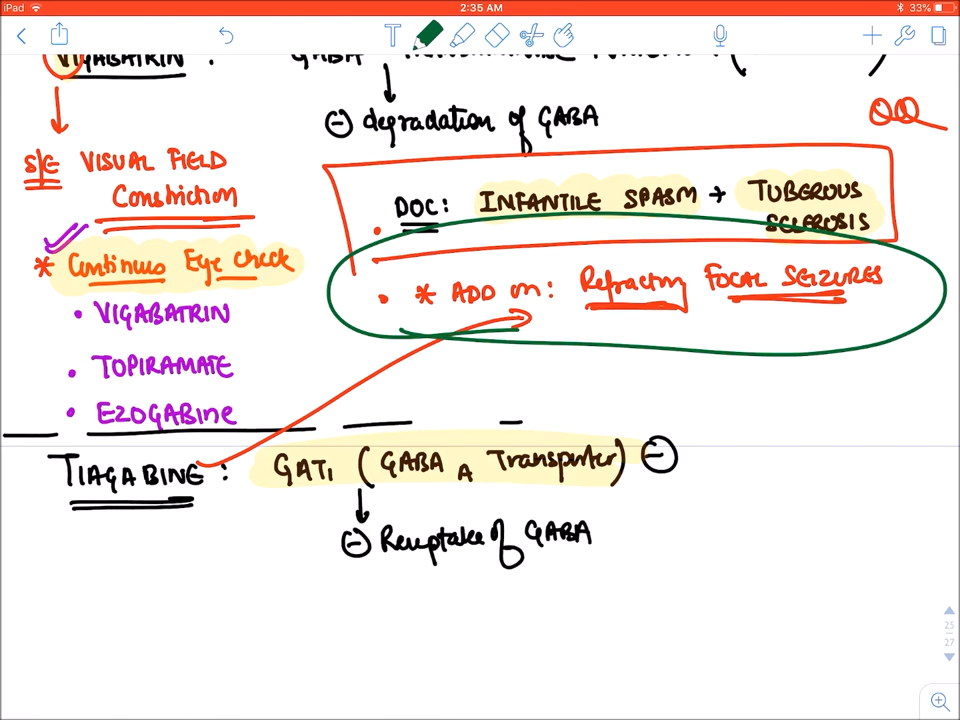 iPad
2:35 AM
33%
T
VIGABATRIN : GABA
⊖ degradation of GABA
S/E VISUAL FIELD
Constriction
DOC: INFANTILE SPASM + TUBEROUS
SCLEROSIS
* Continuous Eye check
• * ADD on: Refractory FOCAL SEIZURES
• VIGABATRIN
• TOPIRAMATE
• EZOGABINE
TIAGABINE : GAT1 (GABA A Transporter) ⊖
⊖ Reuptake of GABA
25
27